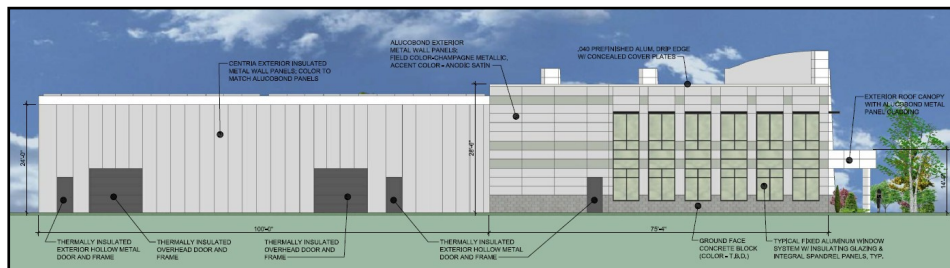 ALUCOBOND EXTERIOR
METAL WALL PANELS;
FIELD COLOR=CHAMPAGNE METALLIC,
ACCENT COLOR = ANODIC SATIN
.040 PREFINISHED ALUM. DRIP EDGE
W/ CONCEALED COVER PLATES
CENTRIA EXTERIOR INSULATED
METAL WALL PANELS; COLOR TO
MATCH ALUCOBOND PANELS
EXTERIOR ROOF CANOPY
WITH ALUCOBOND METAL
PANEL CLADDING
24'-0"
28'-6"
100'-0"
75'-4"
THERMALLY INSULATED
EXTERIOR HOLLOW METAL
DOOR AND FRAME
THERMALLY INSULATED
OVERHEAD DOOR AND
FRAME
THERMALLY INSULATED
OVERHEAD DOOR AND
FRAME
THERMALLY INSULATED
EXTERIOR HOLLOW METAL
DOOR AND FRAME
GROUND FACE
CONCRETE BLOCK
(COLOR - T.B.D.)
TYPICAL FIXED ALUMINUM WINDOW
SYSTEM W/ INSULATING GLAZING &
INTEGRAL SPANDREL PANELS, TYP.